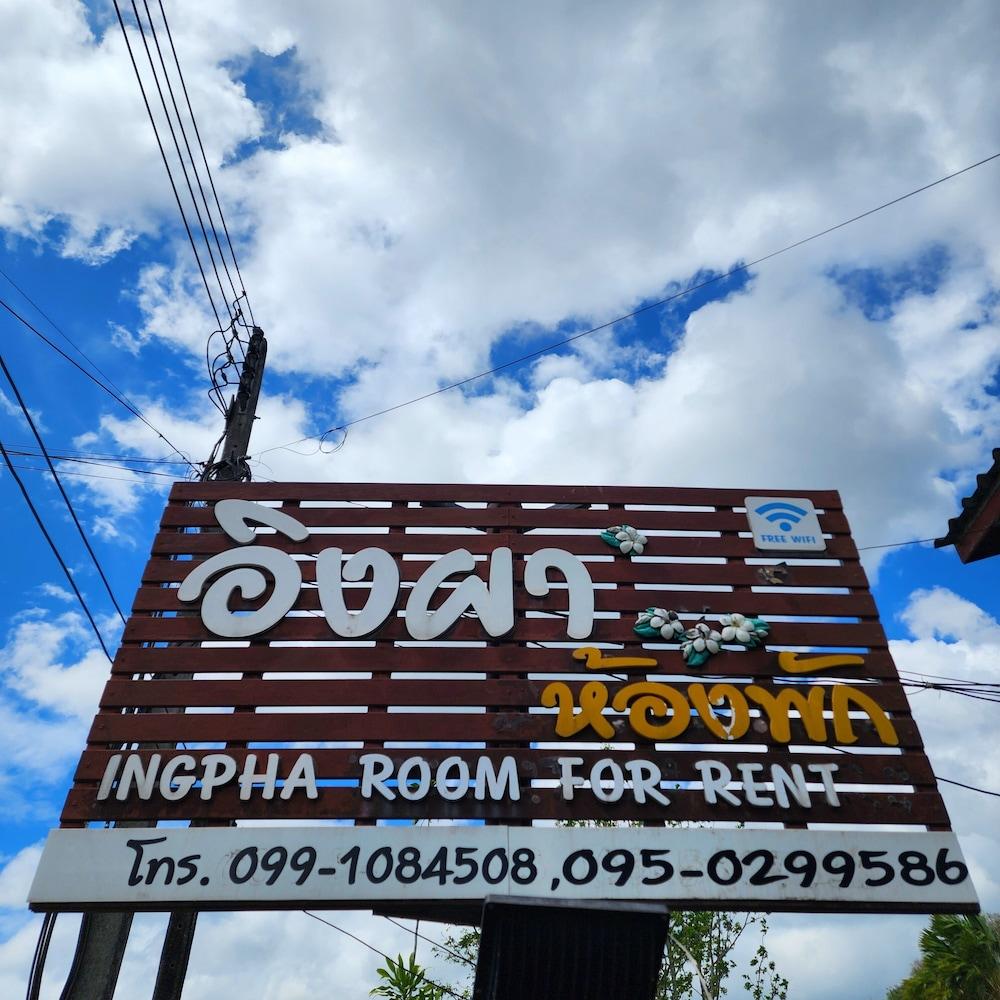 อิงผา
FREE WIFI
ห้องพัก
INGPHA ROOM FOR RENT
โทร. 099-1084508 ,095-0299586